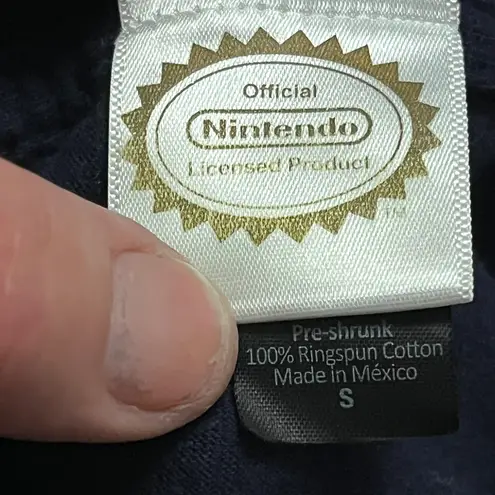 Official
Nintendo
Licensed Product
TM
Pre-shrunk
100% Ringspun Cotton
Made in México
S